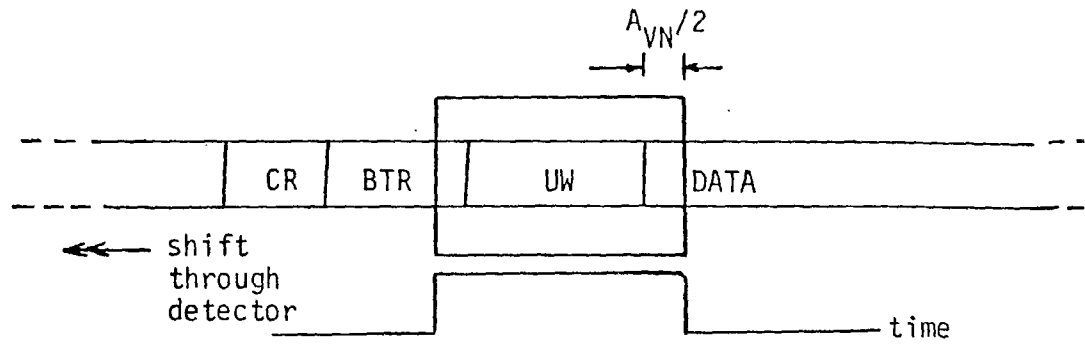 A_VN/2
CR BTR UW DATA
shift
through
detector
time